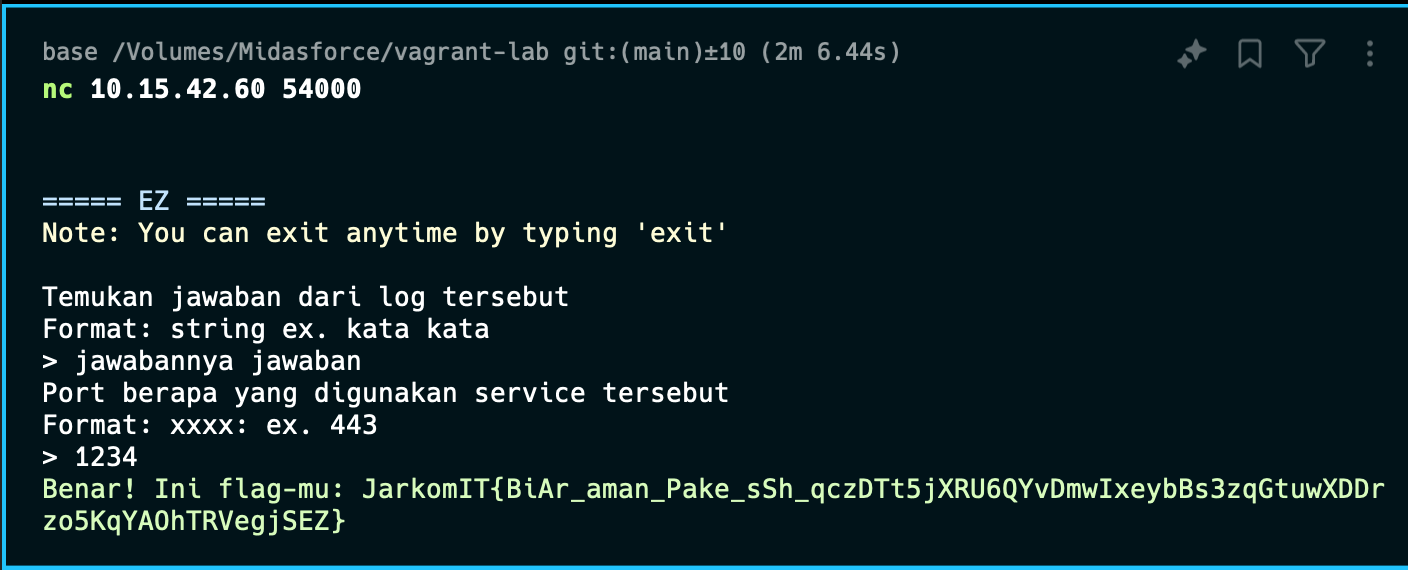 base /Volumes/Midasforce/vagrant-lab git:(main)±10 (2m 6.44s)
nc 10.15.42.60 54000
===== EZ =====
Note: You can exit anytime by typing 'exit'
Temukan jawaban dari log tersebut
Format: string ex. kata kata
> jawabannya jawaban
Port berapa yang digunakan service tersebut
Format: xxxx: ex. 443
> 1234
Benar! Ini flag-mu: JarkomIT{BiAr_aman_Pake_sSh_qczDTt5jXRU6QYvDmwIxeybBs3zqGtuwXDDr
zo5KqYAOhTRVegjSEZ}